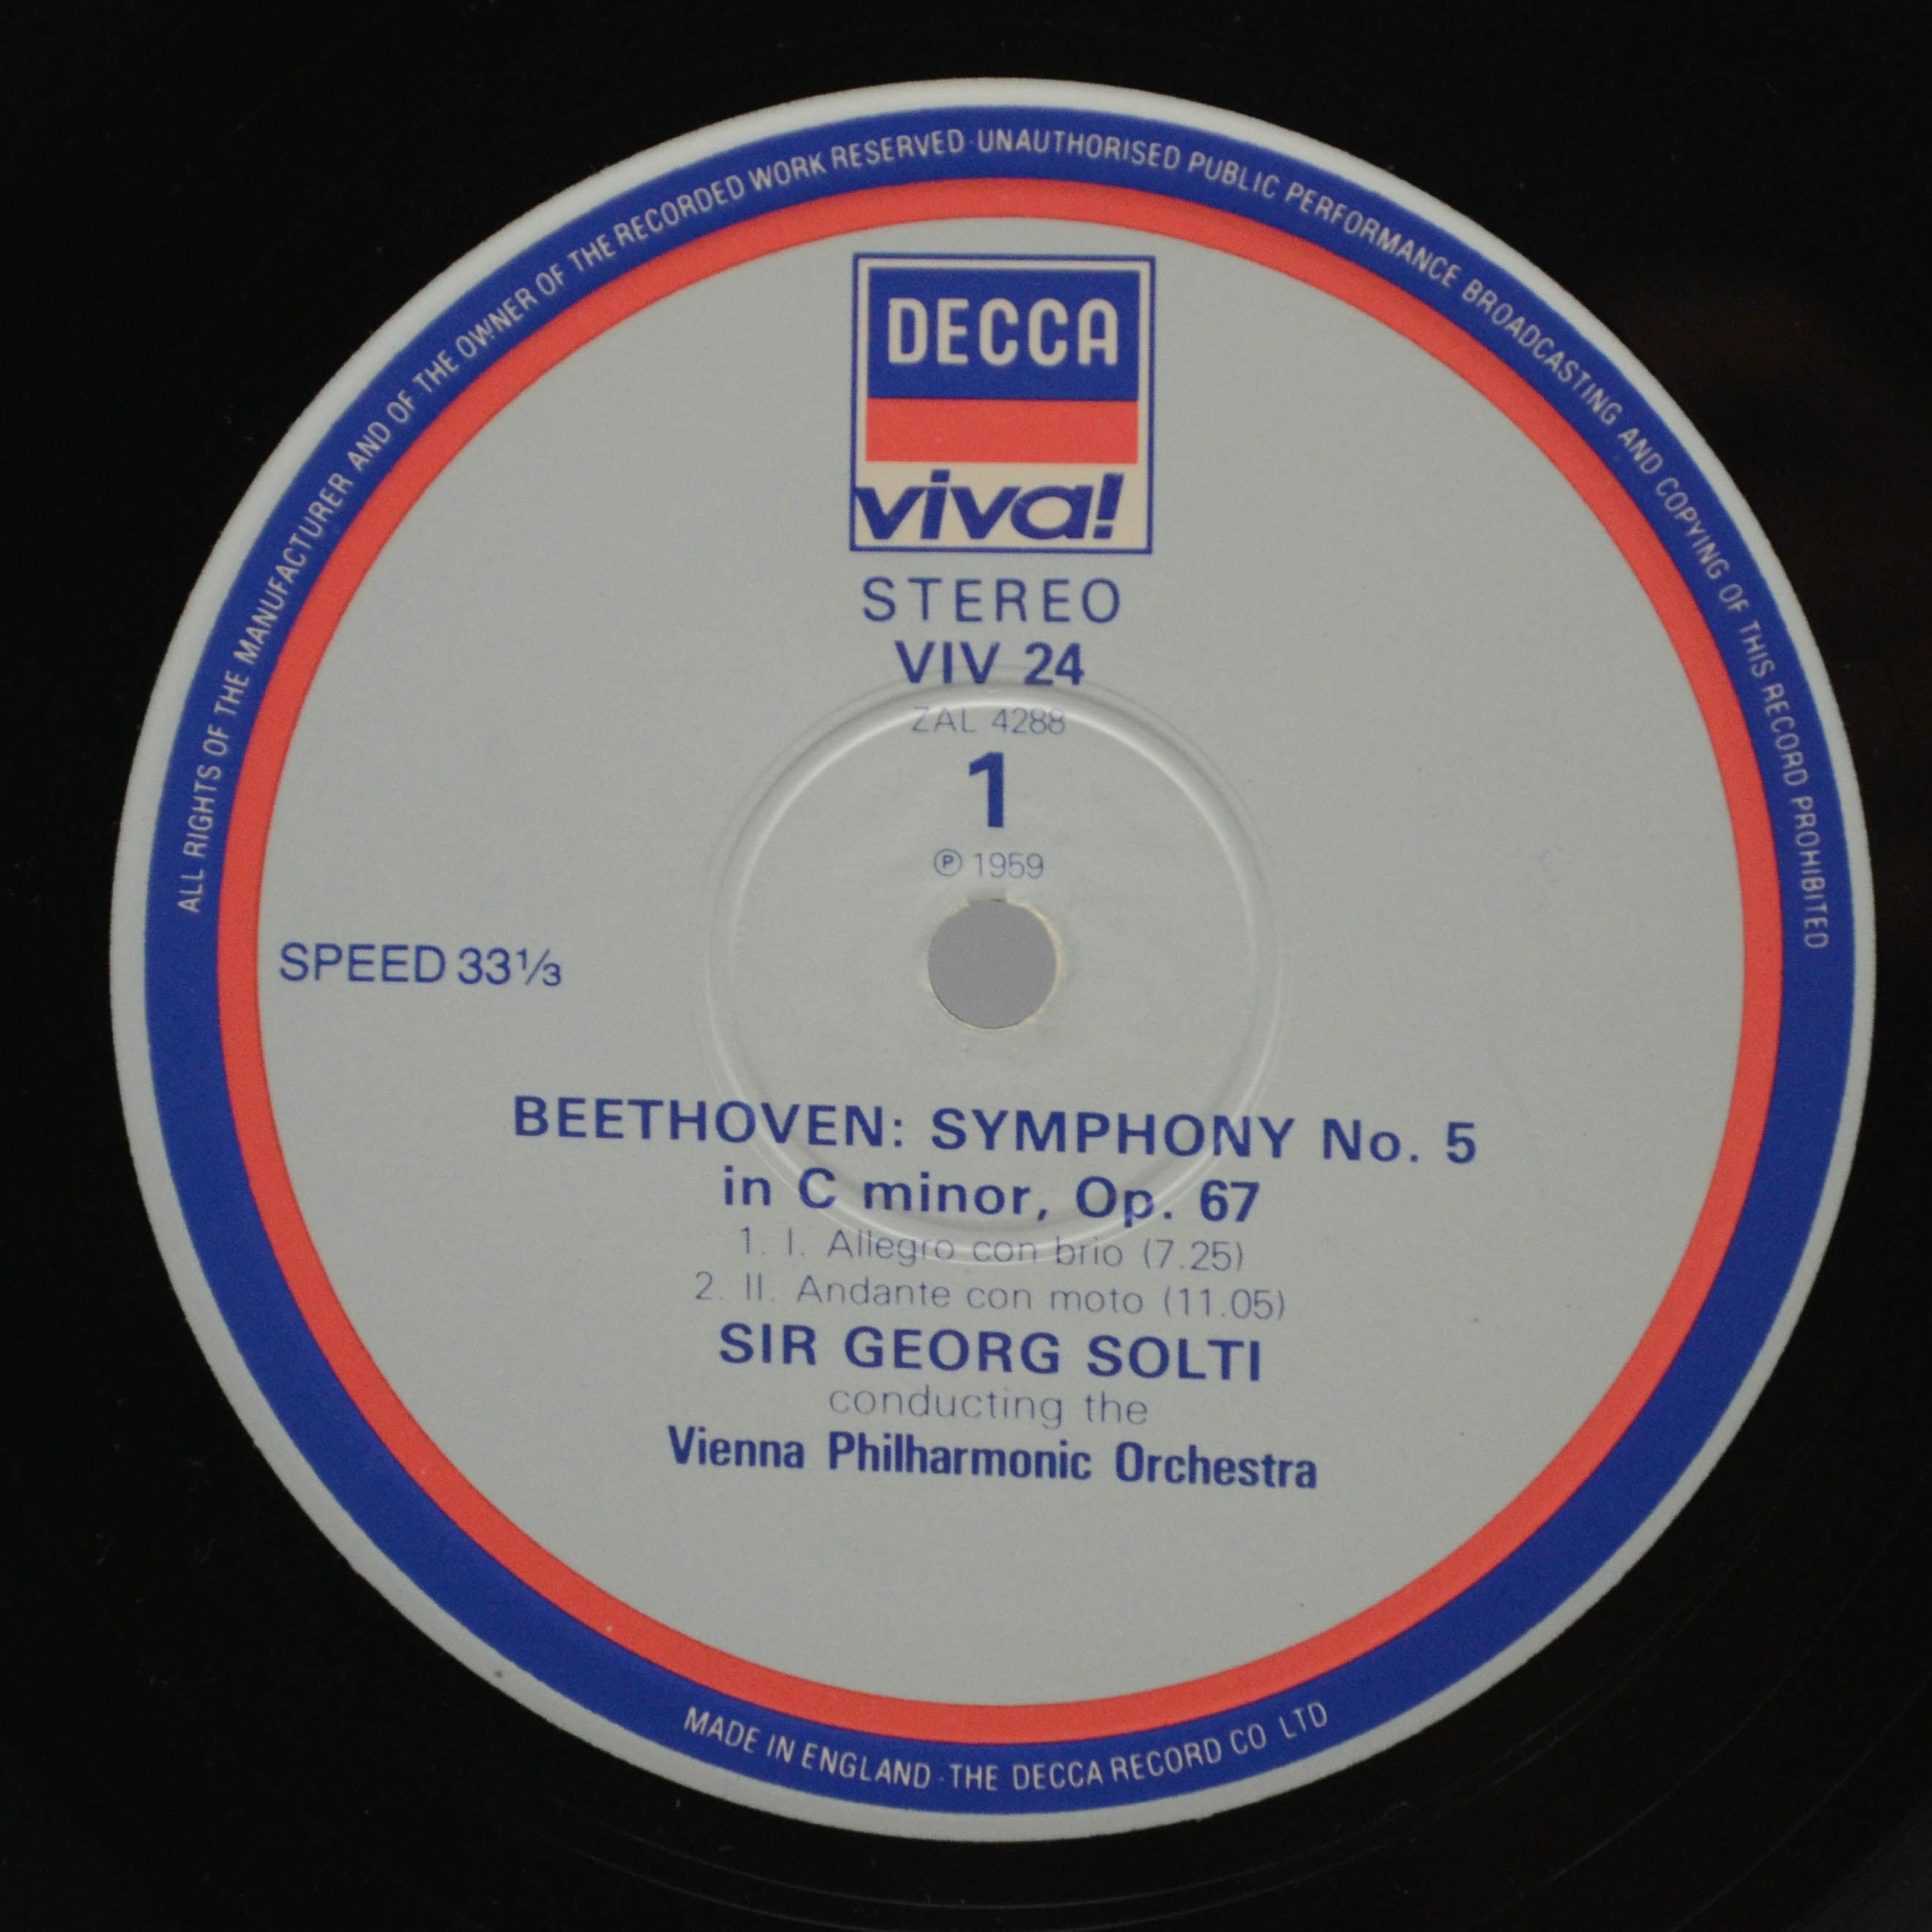 ALL RIGHTS OF THE MANUFACTURER AND OF THE OWNER OF THE RECORDED WORK RESERVED·UNAUTHORISED PUBLIC PERFORMANCE BROADCASTING AND COPYING OF THIS RECORD PROHIBITED
DECCA
viva!
STEREO
VIV 24
ZAL 4288
1
℗ 1959
SPEED 33⅓
BEETHOVEN: SYMPHONY No. 5
in C minor, Op. 67
1. I. Allegro con brio (7.25)
2. II. Andante con moto (11.05)
SIR GEORG SOLTI
conducting the
Vienna Philharmonic Orchestra
MADE IN ENGLAND·THE DECCA RECORD CO LTD